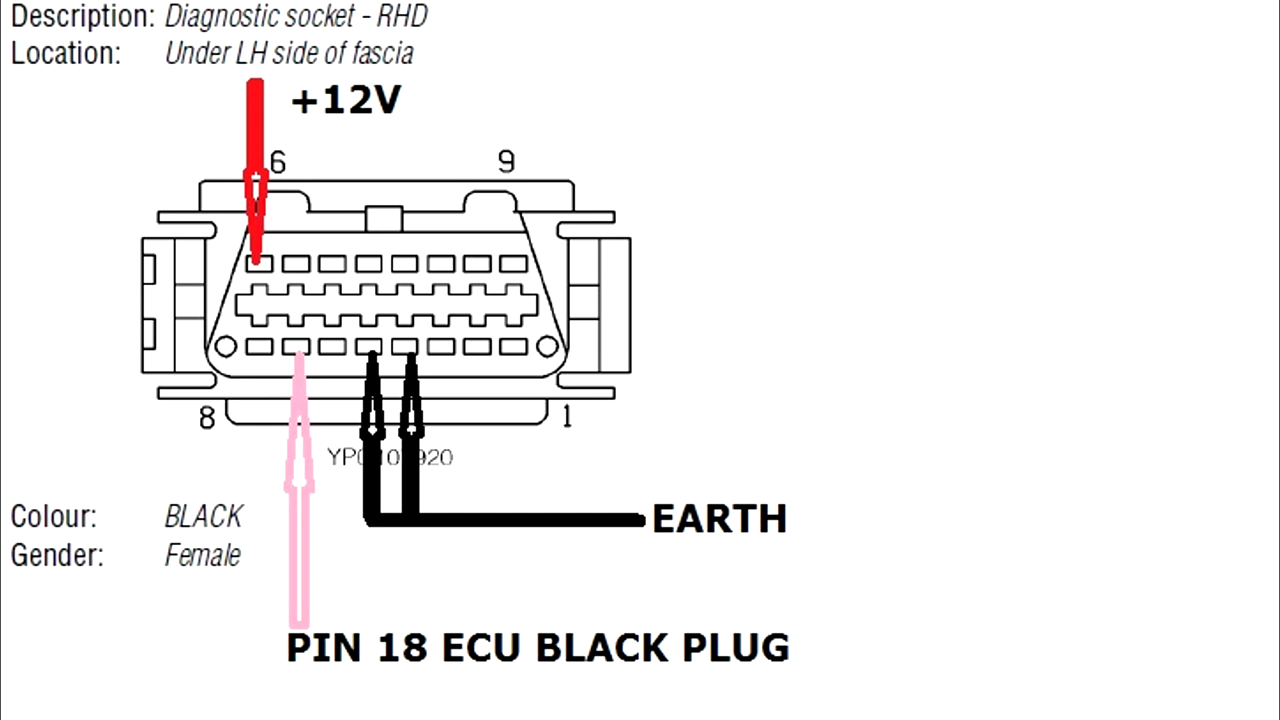 Description: Diagnostic socket - RHD
Location: Under LH side of fascia
+12V
6 9
8 1
920
EARTH
Colour: BLACK
Gender: Female
PIN 18 ECU BLACK PLUG